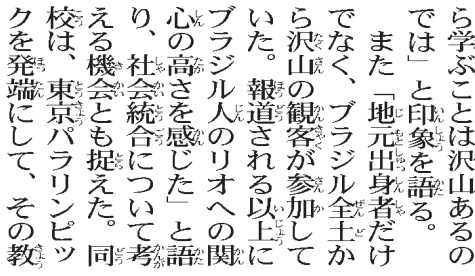 ら学ぶことは沢山あるの
では」と印象を語る。
　また「地元出身者だけ
でなく、ブラジル全土か
ら沢山の観客が参加して
いた。報道される以上に
ブラジル人のリオへの関
心の高さを感じた」と語
り、社会統合について考
える機会とも捉えた。同
校は、東京パラリンピッ
クを発端にして、その教